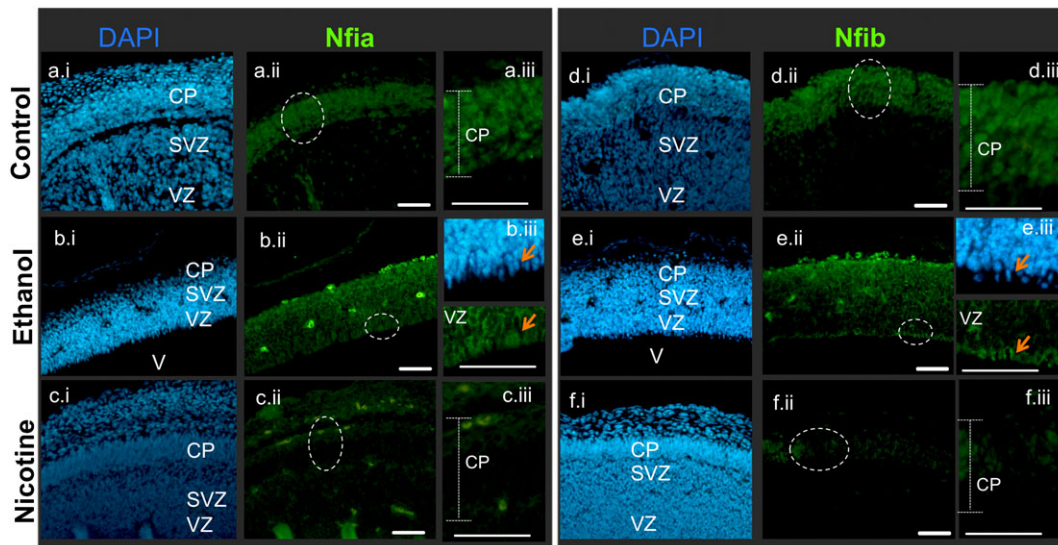 DAPI Nfia DAPI Nfib
Control
a.i a.ii a.iii d.i d.ii d.iii
CP CP CP CP
SVZ SVZ
VZ VZ
Ethanol
b.i b.ii b.iii e.i e.ii e.iii
CP CP
SVZ SVZ
VZ VZ VZ VZ
V V
Nicotine
c.i c.ii c.iii f.i f.ii f.iii
CP CP CP CP
SVZ SVZ
VZ VZ